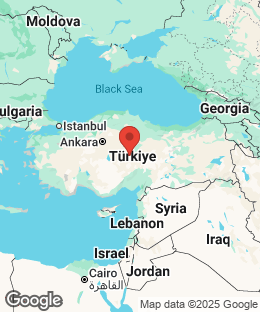 Moldova
Black Sea
Bulgaria
Georgia
Istanbul
Ankara
Türkiye
Syria
Lebanon
Iraq
Israel
Jordan
Cairo
القاهرة
Google
Map data ©2025 Google